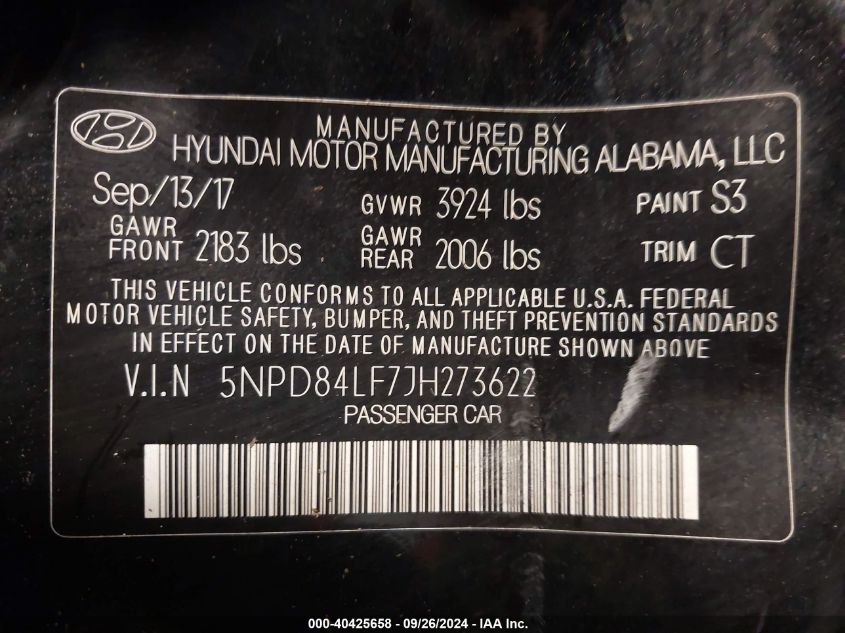 MANUFACTURED BY
HYUNDAI MOTOR MANUFACTURING ALABAMA, LLC
Sep/13/17 GVWR 3924 lbs PAINT S3
GAWR FRONT 2183 lbs GAWR REAR 2006 lbs TRIM CT
THIS VEHICLE CONFORMS TO ALL APPLICABLE U.S.A. FEDERAL
MOTOR VEHICLE SAFETY, BUMPER, AND THEFT PREVENTION STANDARDS
IN EFFECT ON THE DATE OF MANUFACTURE SHOWN ABOVE
V.I.N 5NPD84LF7JH273622
PASSENGER CAR
000-40425658 - 09/26/2024 - IAA Inc.